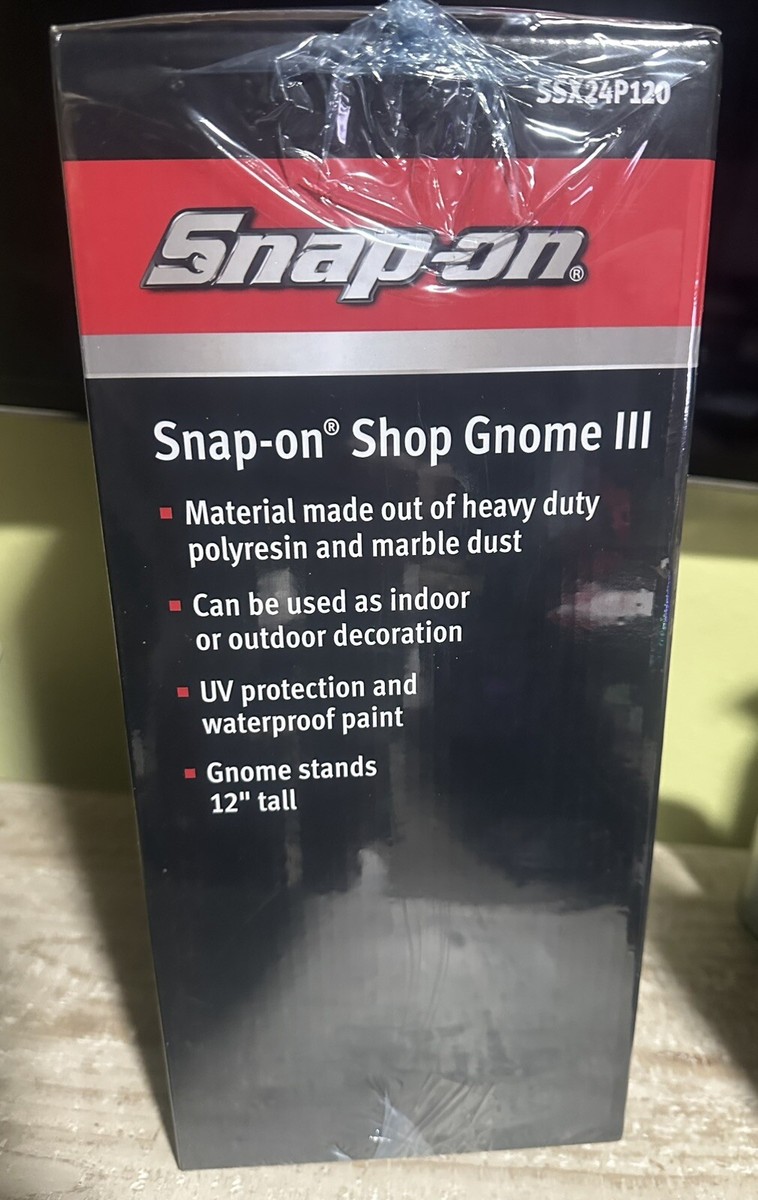 SSX24P120
Snap-on®
Snap-on® Shop Gnome III
▪ Material made out of heavy duty
polyresin and marble dust
▪ Can be used as indoor
or outdoor decoration
▪ UV protection and
waterproof paint
▪ Gnome stands
12" tall